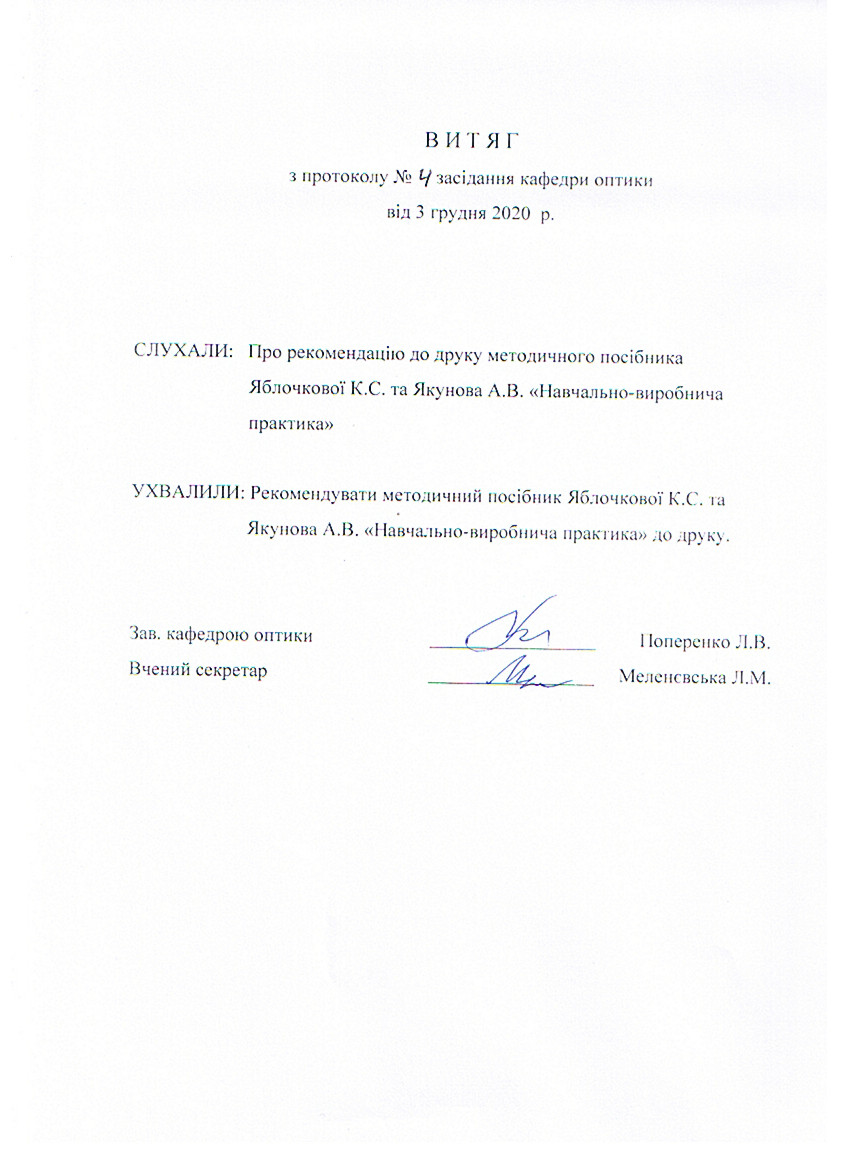 В И Т Я Г
з протоколу № 4 засідання кафедри оптики
від 3 грудня 2020 р.
СЛУХАЛИ: Про рекомендацію до друку методичного посібника
Яблочкової К.С. та Якунова А.В. «Навчально-виробнича
практика»
УХВАЛИЛИ: Рекомендувати методичний посібник Яблочкової К.С. та
Якунова А.В. «Навчально-виробнича практика» до друку.
Зав. кафедрою оптики Поперенко Л.В.
Вчений секретар Меленєвська Л.М.